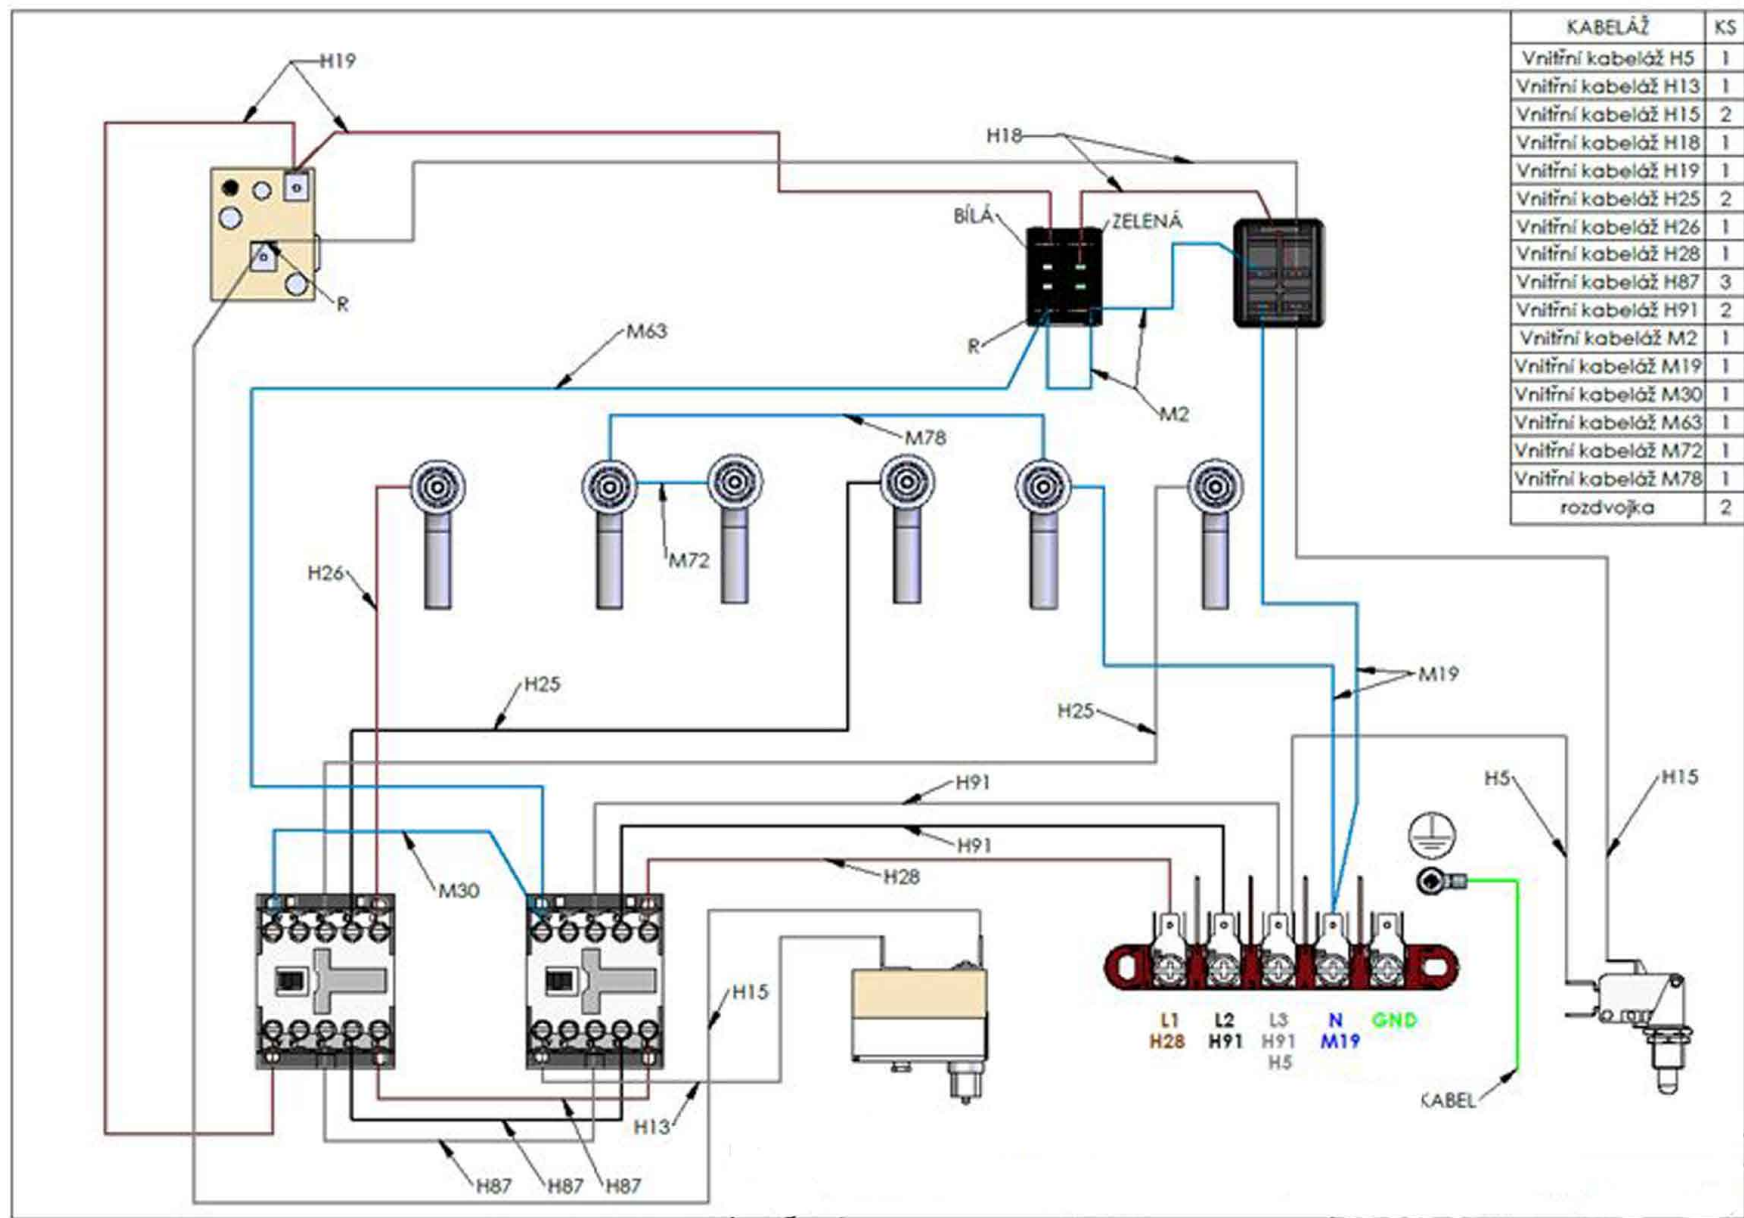 KABELÁŽ KS
Vnitřní kabeláž H5 1
Vnitřní kabeláž H13 1
Vnitřní kabeláž H15 2
Vnitřní kabeláž H18 1
Vnitřní kabeláž H19 1
Vnitřní kabeláž H25 2
Vnitřní kabeláž H26 1
Vnitřní kabeláž H28 1
Vnitřní kabeláž H87 3
Vnitřní kabeláž H91 2
Vnitřní kabeláž M2 1
Vnitřní kabeláž M19 1
Vnitřní kabeláž M30 1
Vnitřní kabeláž M63 1
Vnitřní kabeláž M72 1
Vnitřní kabeláž M78 1
rozdvojka 2
H19
H18
BÍLÁ
ZELENÁ
R
M63
R
M2
M78
M72
H26
H25
H25
M19
H91
H5
H15
H91
H28
M30
H15
L1 L2 L3 N GND
H28 H91 H91 M19
H5
KABEL
H13
H87 H87 H87